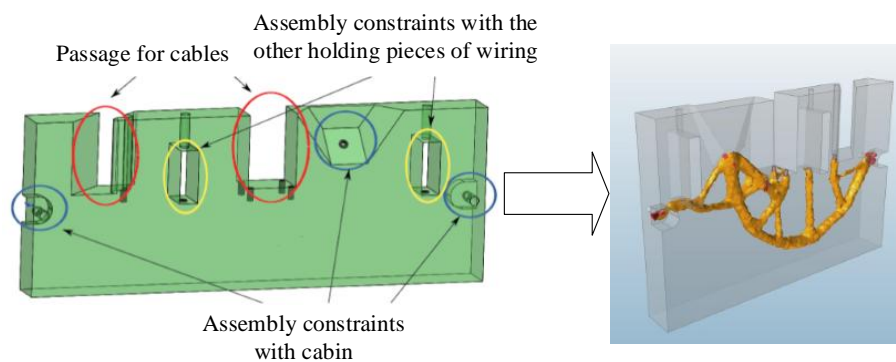 Assembly constraints with the
other holding pieces of wiring
Passage for cables
Assembly constraints
with cabin